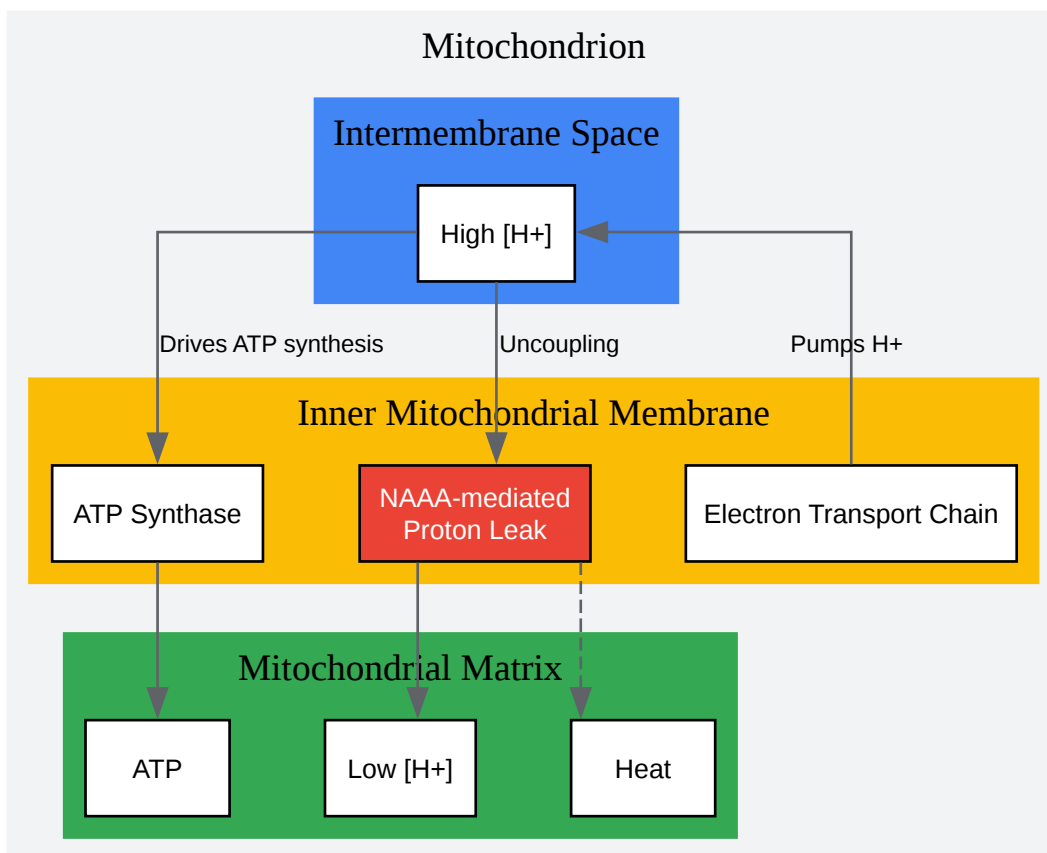 Mitochondrion
Intermembrane Space
High [H+]
Drives ATP synthesis
Uncoupling
Pumps H+
Inner Mitochondrial Membrane
ATP Synthase
NAAA-mediated
Proton Leak
Electron Transport Chain
Mitochondrial Matrix
ATP
Low [H+]
Heat